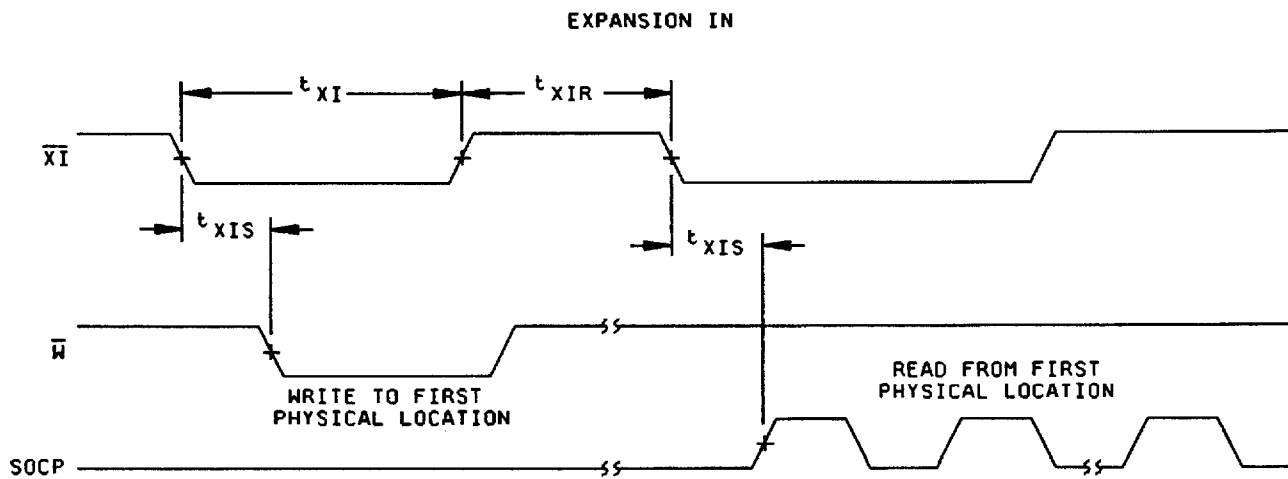 EXPANSION IN
tXI
tXIR
XI
tXIS
tXIS
W
WRITE TO FIRST
PHYSICAL LOCATION
READ FROM FIRST
PHYSICAL LOCATION
SOCP